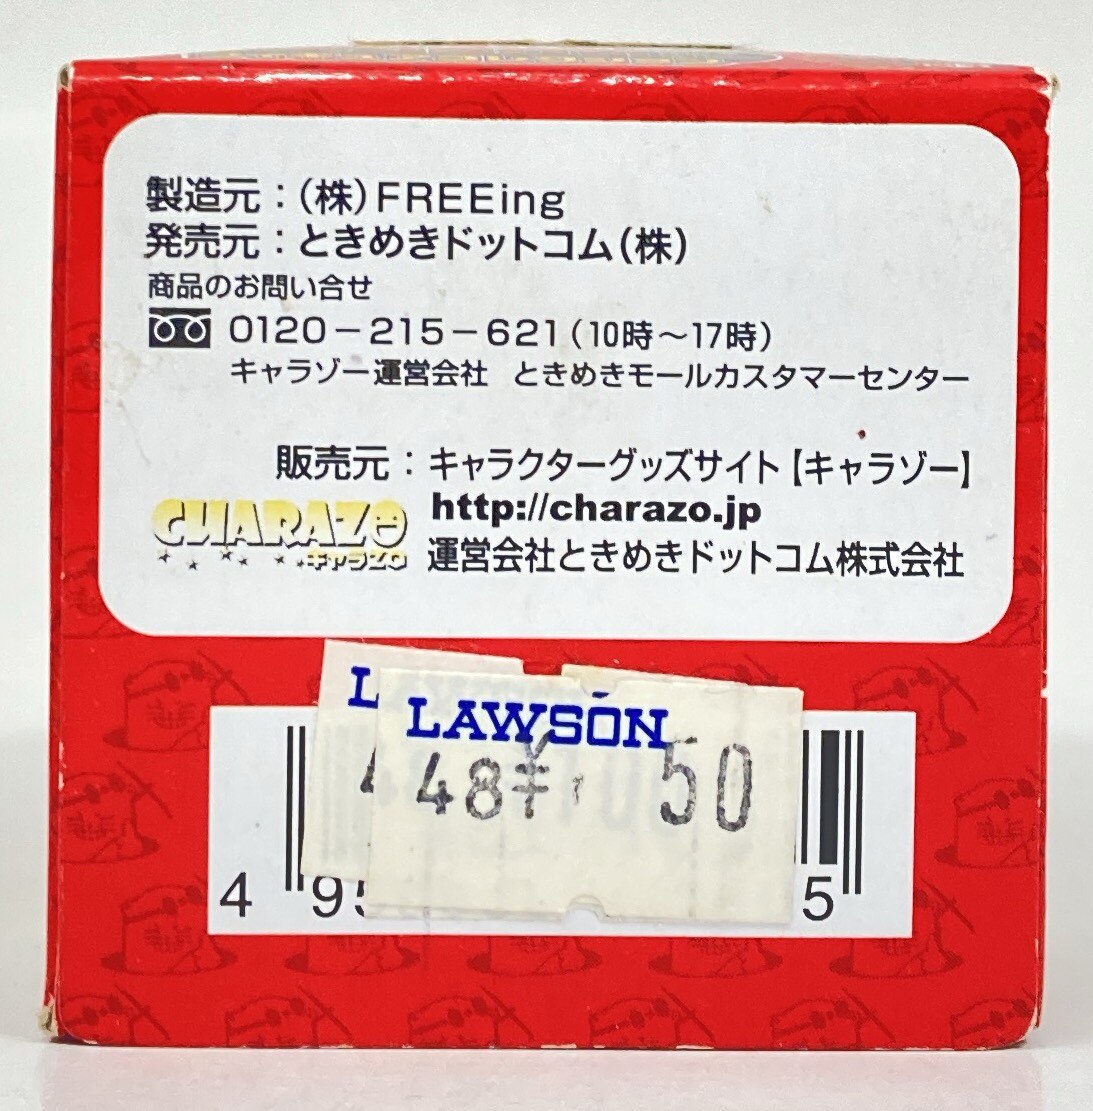 製造元：(株)FREEing
発売元：ときめきドットコム(株)
商品のお問い合せ
0120－215－621(10時～17時)
キャラゾー運営会社 ときめきモールカスタマーセンター
販売元：キャラクターグッズサイト【キャラゾー】
CHARAZO
キャラゾー
http://charazo.jp
運営会社ときめきドットコム株式会社
L
LAWSON
48¥, 50
4 95 5